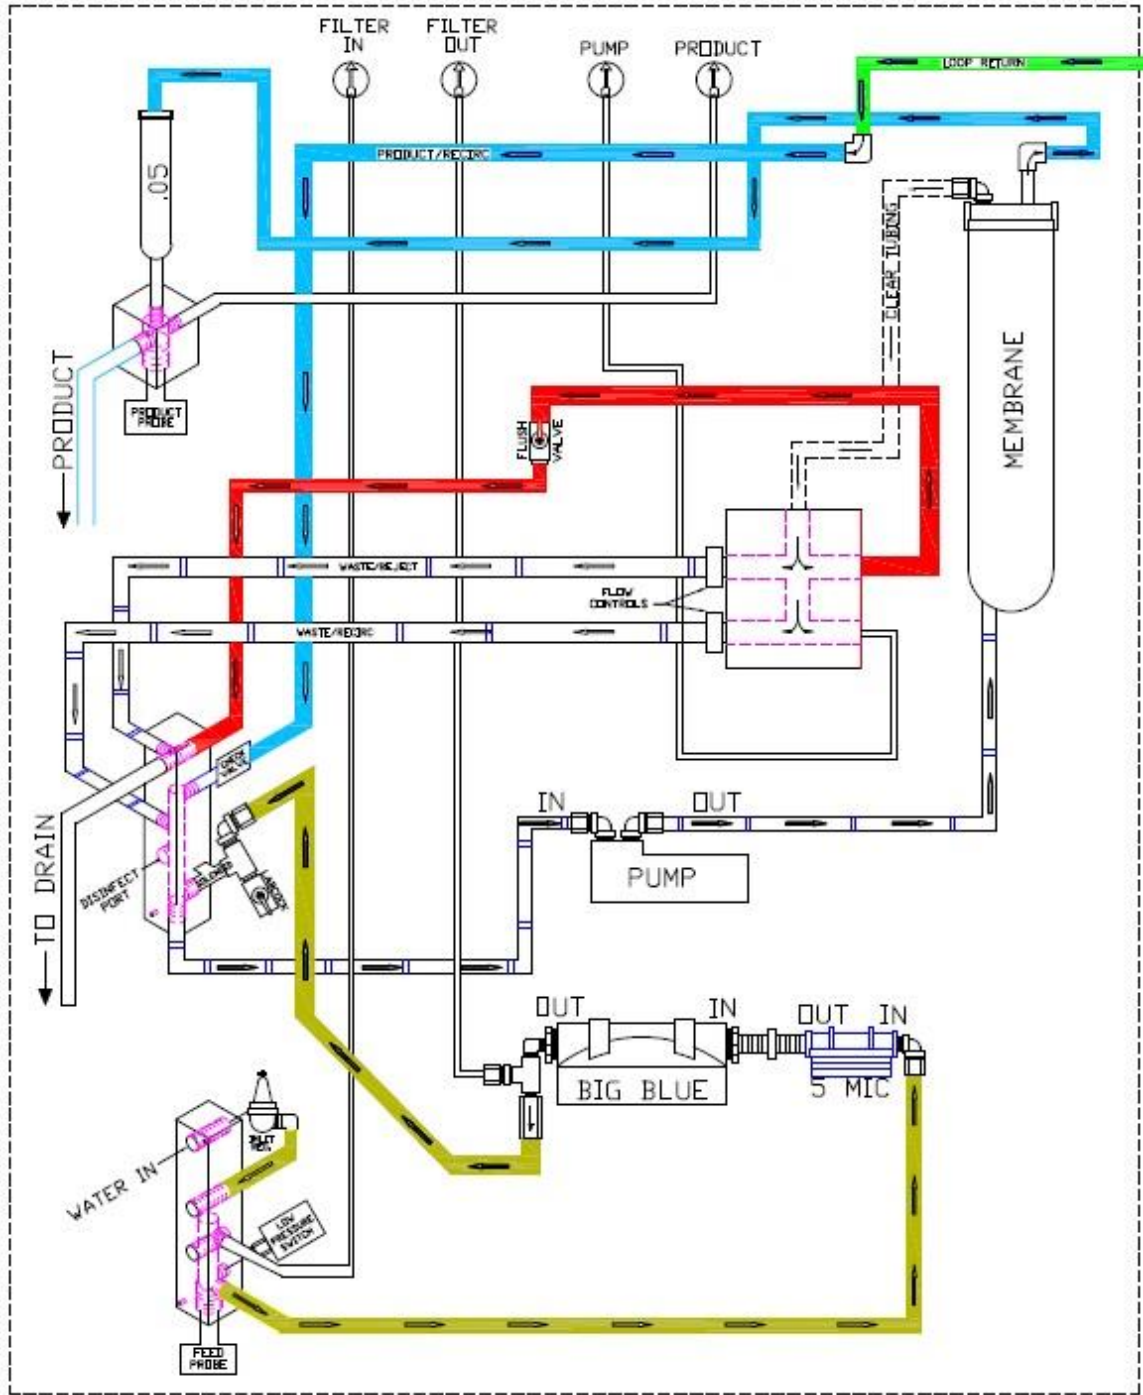 FILTER
IN
FILTER
OUT
PUMP
PRODUCT
LOOP RETURN
PRODUCT/RECIRC
.05
CLEAR TUBING
MEMBRANE
PRODUCT
PRODUCT
PROBE
FLUSH
VALVE
WASTE/REJECT
FLOW
CONTROLS
WASTE/RECIRC
CHECK
VALVE
IN
OUT
PUMP
SOLENOID
DISINFECT
PORT
TO DRAIN
OUT
IN
OUT
IN
BIG BLUE
5 MIC
INLET
REG.
WATER IN
LOW
PRESSURE
SWITCH
FEED
PROBE